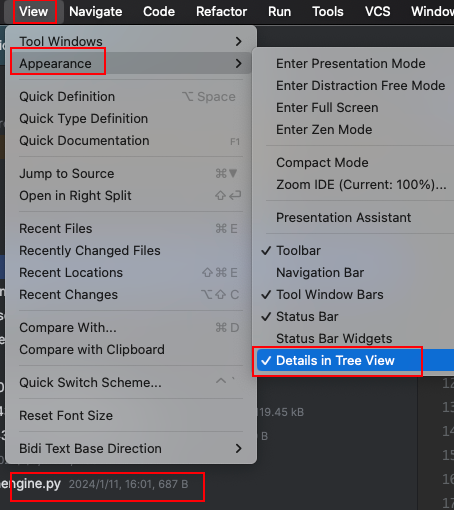 View Navigate Code Refactor Run Tools VCS Window
Tool Windows
Appearance
Quick Definition ⌥ Space
Quick Type Definition
Quick Documentation F1
Jump to Source ⌘▼
Open in Right Split ⇧⏎
Recent Files ⌘ E
Recently Changed Files
Recent Locations ⇧⌘ E
Recent Changes ⌥⇧ C
Compare With... ⌘ D
Compare with Clipboard
Quick Switch Scheme... ⌃ `
Reset Font Size
Bidi Text Base Direction
Enter Presentation Mode
Enter Distraction Free Mode
Enter Full Screen
Enter Zen Mode
Compact Mode
Zoom IDE (Current: 100%)...
Presentation Assistant
✓ Toolbar
Navigation Bar
✓ Tool Window Bars
✓ Status Bar
Status Bar Widgets
✓ Details in Tree View
119.45 kB
engine.py 2024/1/11, 16:01, 687 B